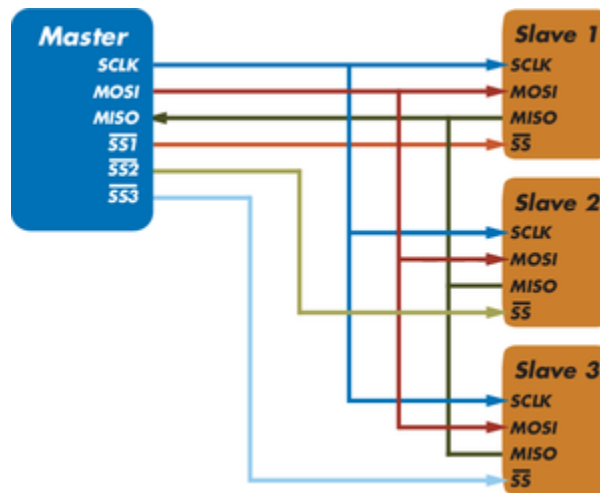 Master
SCLK
MOSI
MISO
SS1
SS2
SS3
Slave 1
SCLK
MOSI
MISO
SS
Slave 2
SCLK
MOSI
MISO
SS
Slave 3
SCLK
MOSI
MISO
SS